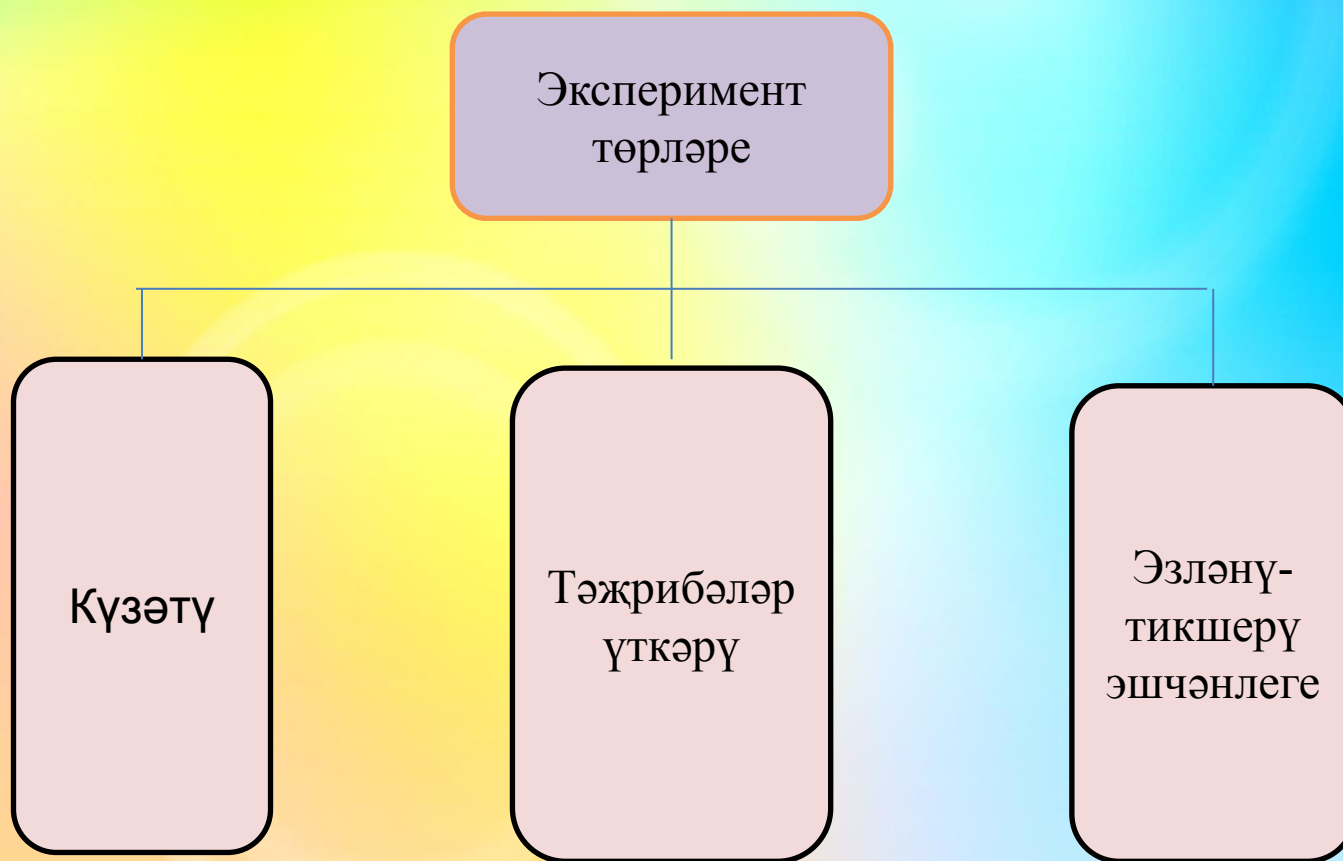 Эксперимент
төрләре
Күзәтү
Тәҗрибәләр
үткәрү
Эзләнү-
тикшерү
эшчәнлеге